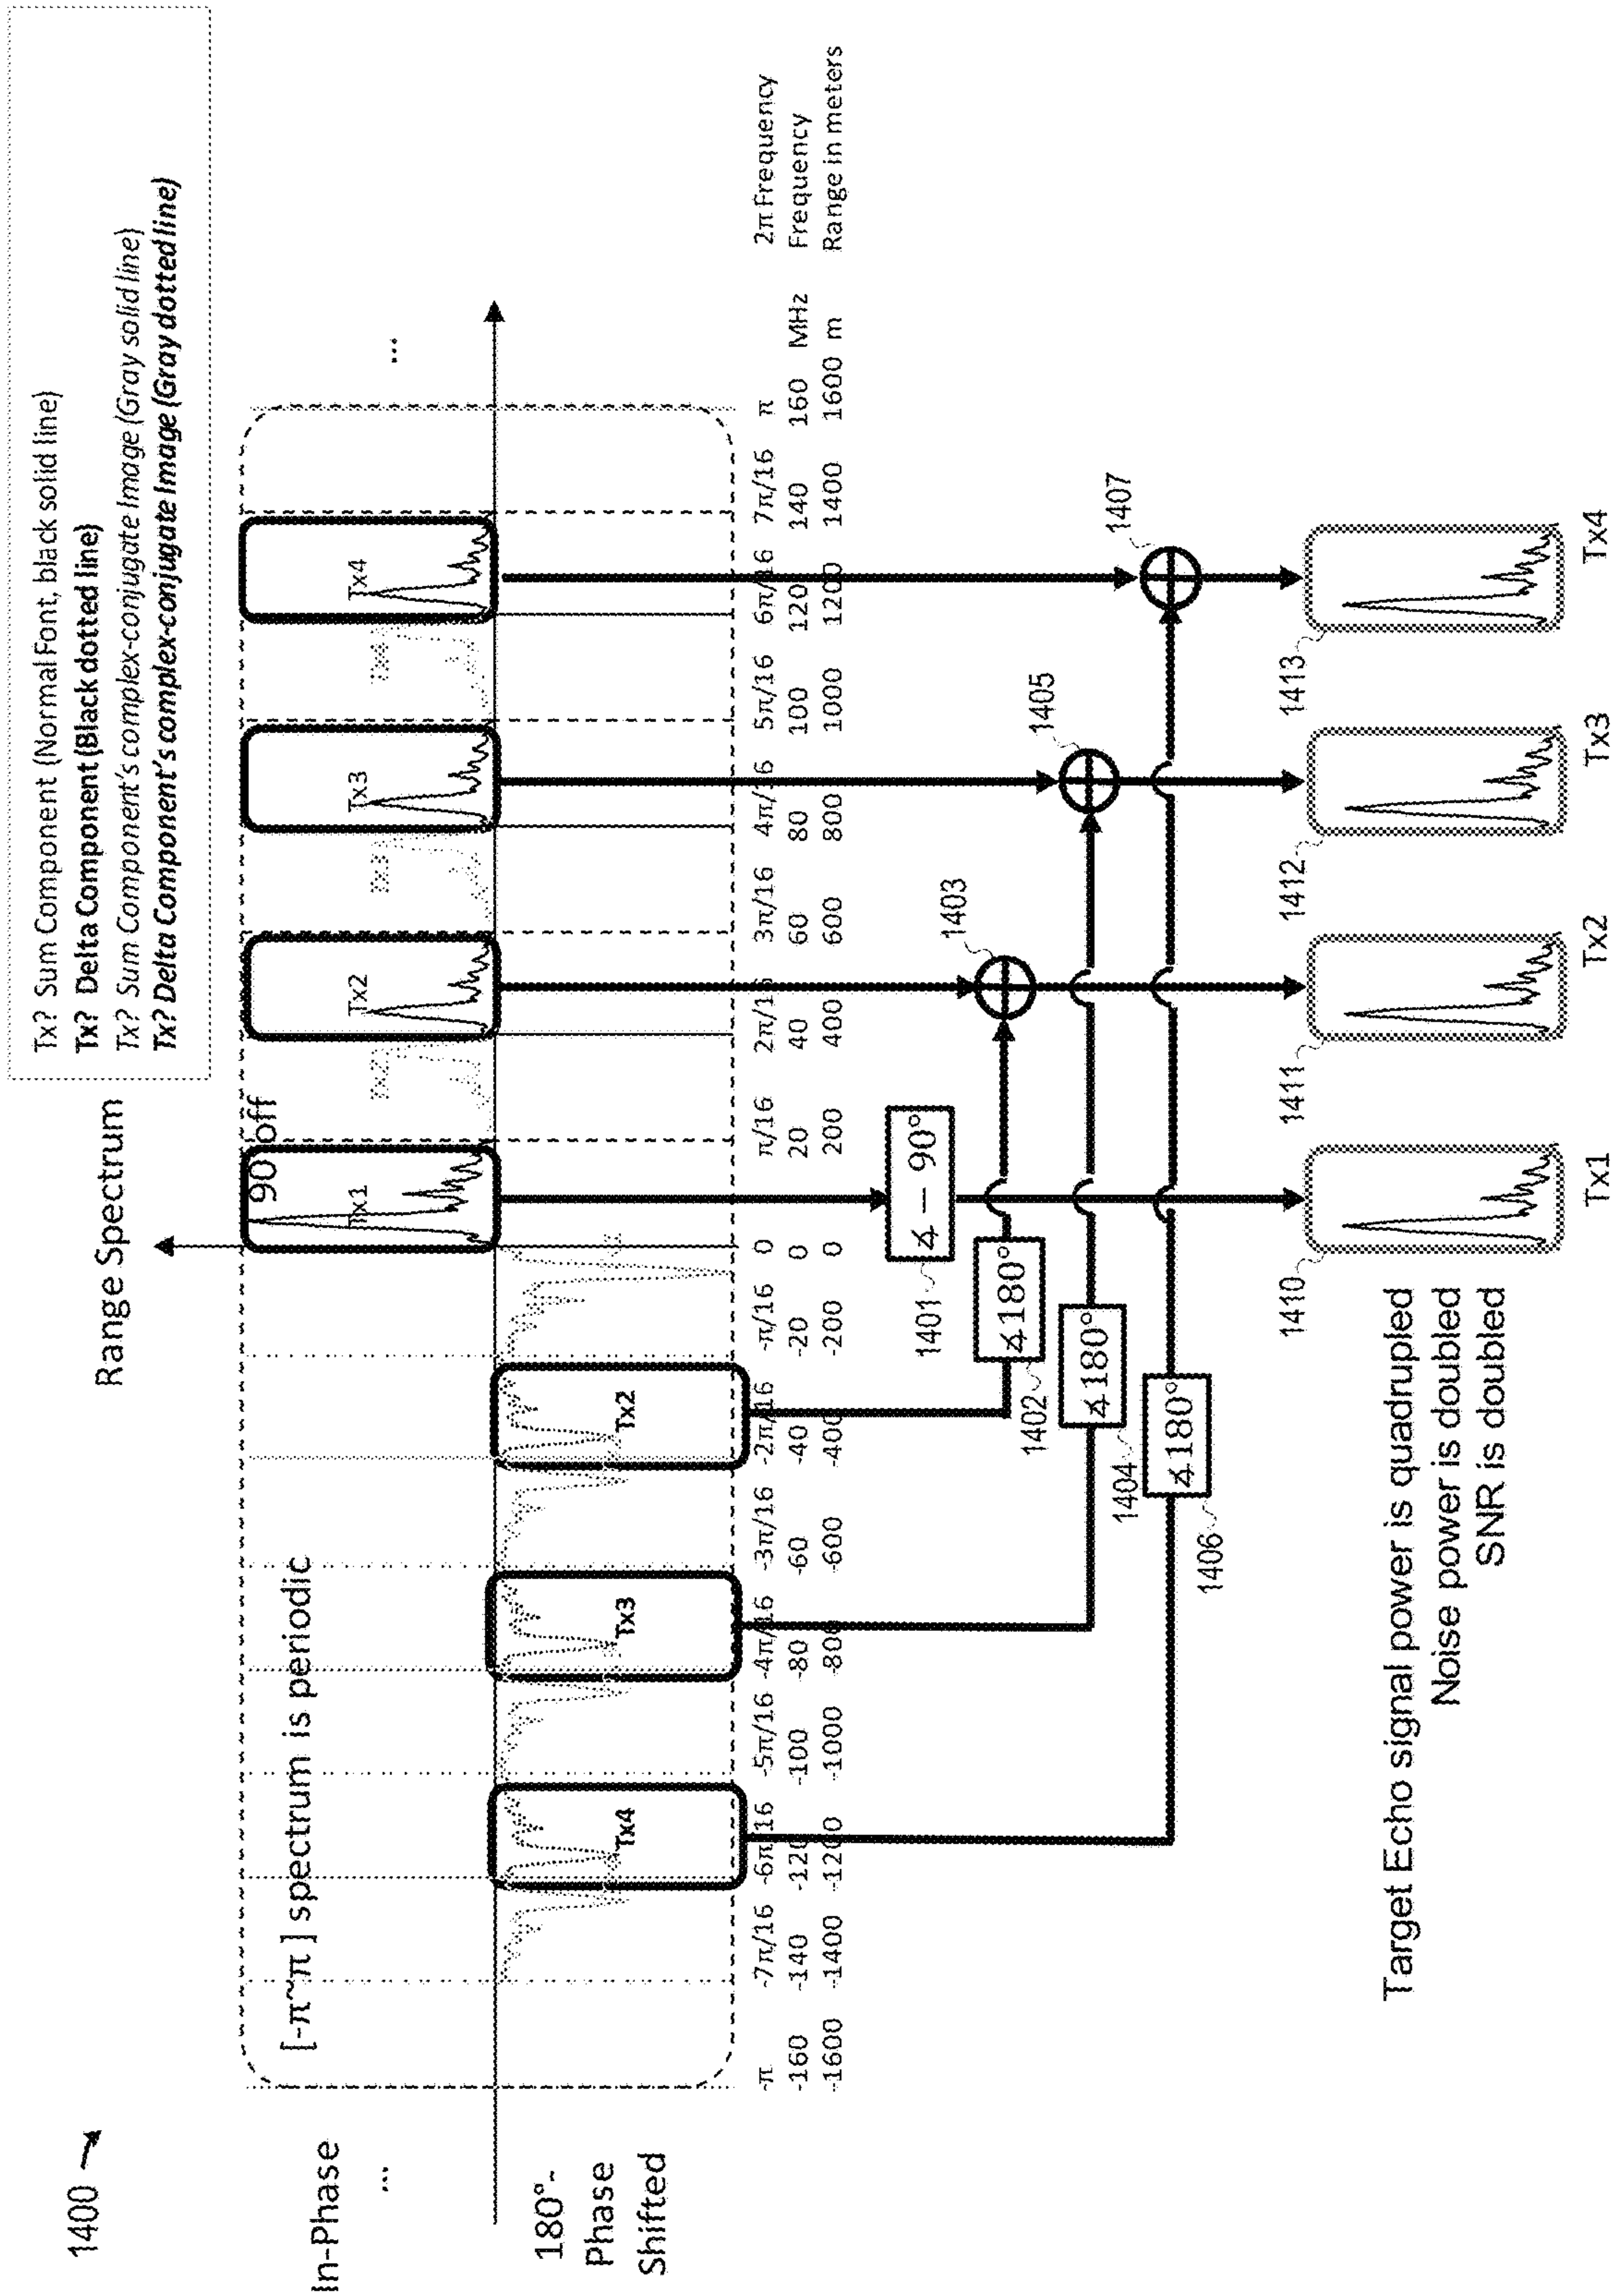 1400
Tx? Sum Component (Normal Font, black solid line)
Tx? Delta Component (Black dotted line)
Tx? Sum Component's complex-conjugate Image (Gray solid line)
Tx? Delta Component's complex-conjugate Image (Gray dotted line)
Range Spectrum
90 off
[-π~π ] spectrum is periodic
In-Phase
...
Tx1
Tx2
Tx3
Tx4
...
180°-
Phase
Shifted
Tx4
Tx3
Tx2
-π -7π/16 -6π/16 -5π/16 -4π/16 -3π/16 -2π/16 -π/16 0 π/16 2π/16 3π/16 4π/16 5π/16 6π/16 7π/16 π 2π Frequency
-160 -140 -120 -100 -80 -60 -40 -20 0 20 40 60 80 100 120 140 160 MHz Frequency
-1600 -1400 -1200 -1000 -800 -600 -400 -200 0 200 400 600 800 1000 1200 1400 1600 m Range in meters
∡ − 90°
1401
1403
∡180°
1402
1405
∡180°
1404
1407
∡180°
1406
1410
1411
1412
1413
Target Echo signal power is quadrupled
Noise power is doubled
SNR is doubled
Tx1
Tx2
Tx3
Tx4